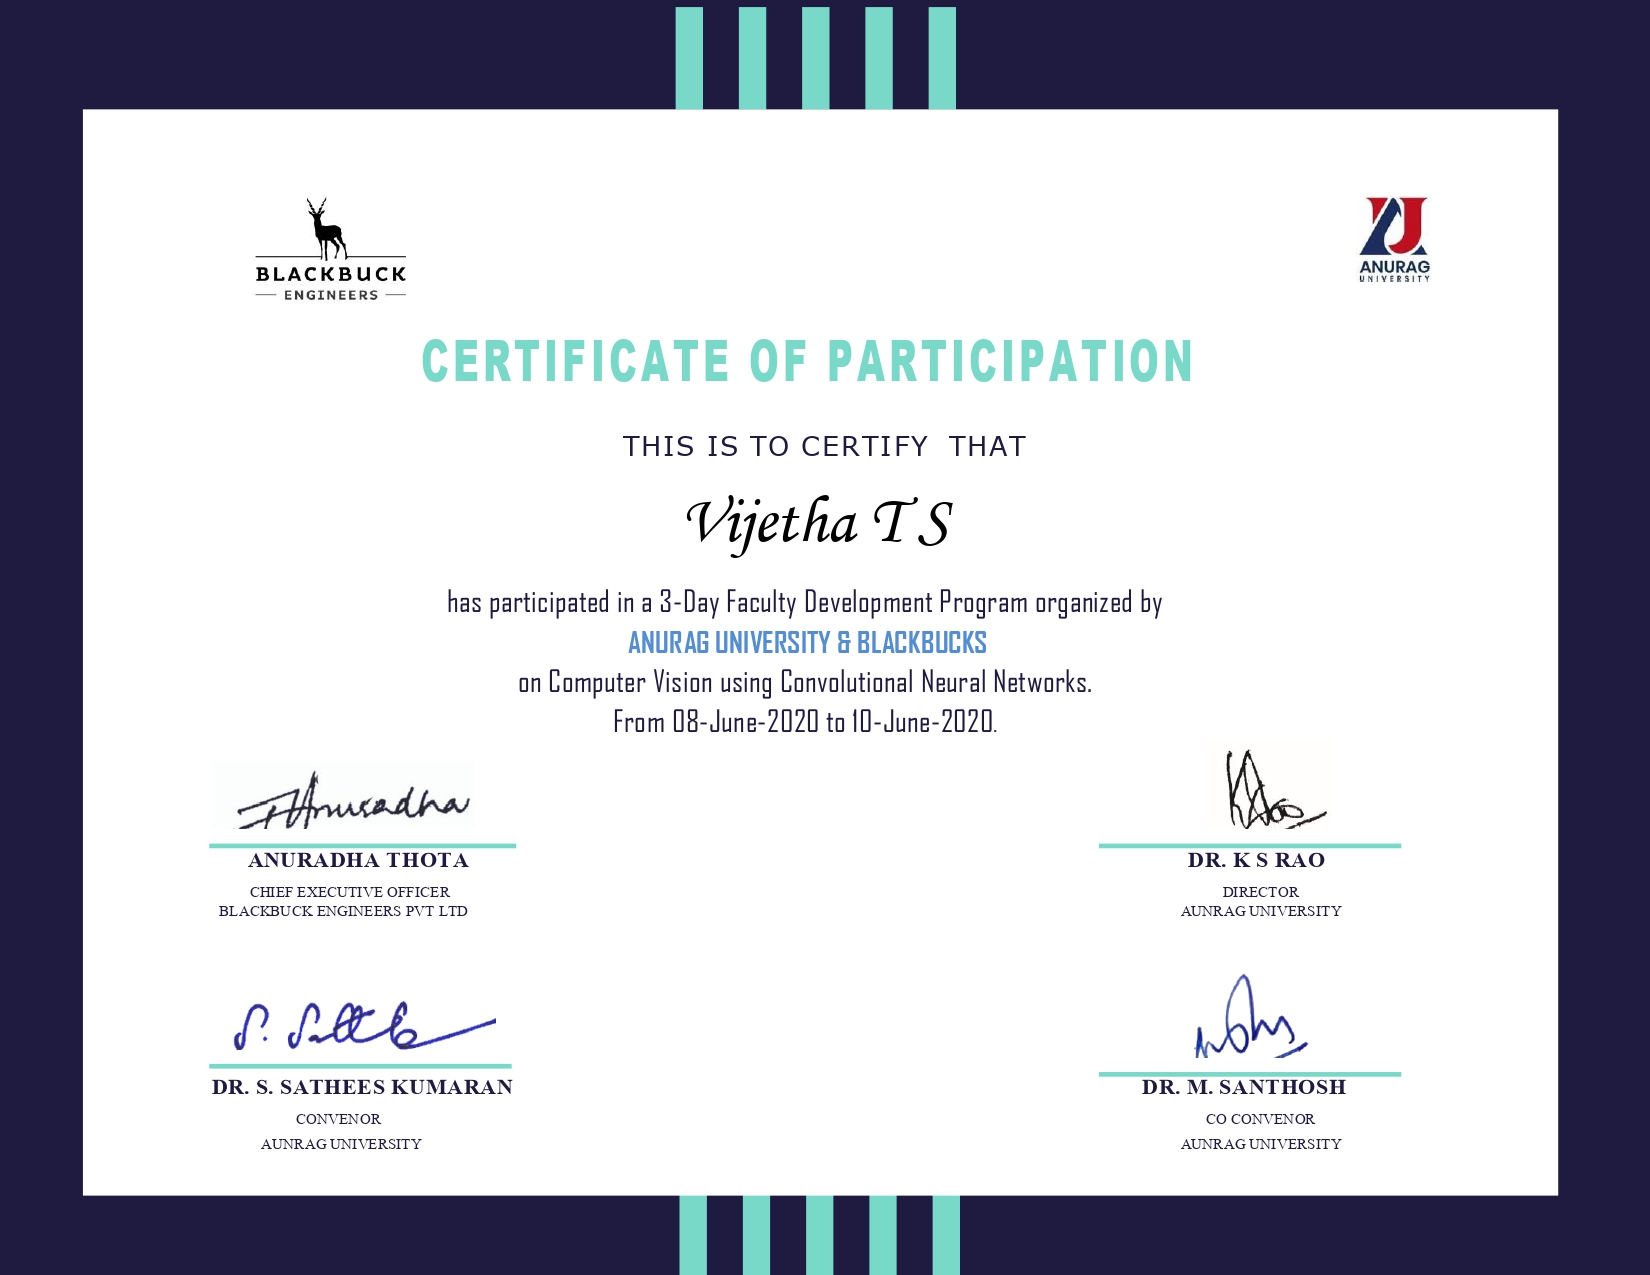 BLACKBUCK
ENGINEERS
ANURAG
UNIVERSITY
CERTIFICATE OF PARTICIPATION
THIS IS TO CERTIFY THAT
Vijetha T S
has participated in a 3-Day Faculty Development Program organized by
ANURAG UNIVERSITY & BLACKBUCKS
on Computer Vision using Convolutional Neural Networks.
From 08-June-2020 to 10-June-2020.
Anuradha
ANURADHA THOTA
CHIEF EXECUTIVE OFFICER
BLACKBUCK ENGINEERS PVT LTD
DR. K S RAO
DIRECTOR
AUNRAG UNIVERSITY
DR. S. SATHEES KUMARAN
CONVENOR
AUNRAG UNIVERSITY
DR. M. SANTHOSH
CO CONVENOR
AUNRAG UNIVERSITY